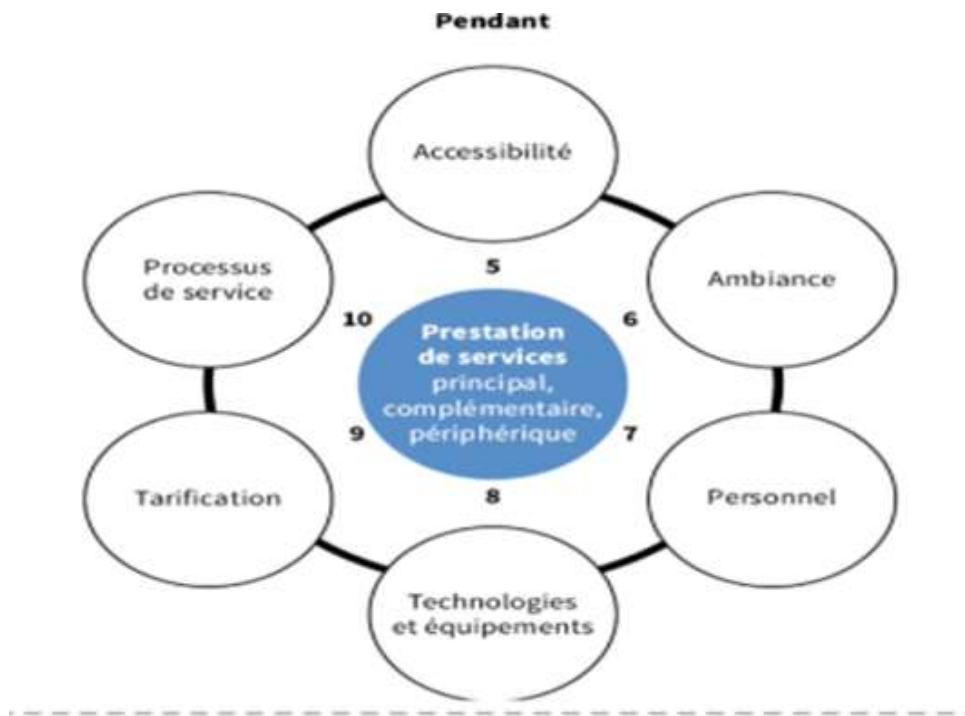 Pendant
Accessibilité
5
Processus
de service
Ambiance
10
6
Prestation
de services
principal,
complémentaire,
périphérique
9
7
Tarification
Personnel
8
Technologies
et équipements